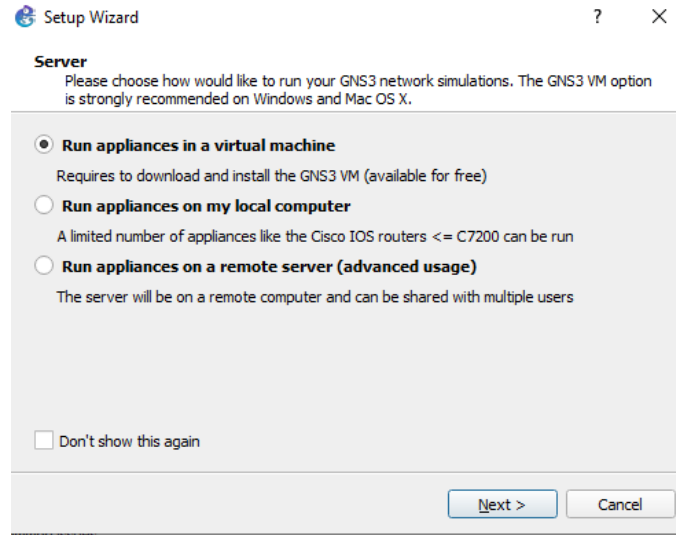 Setup Wizard
?
Server
Please choose how would like to run your GNS3 network simulations. The GNS3 VM option
is strongly recommended on Windows and Mac OS X.
Run appliances in a virtual machine
Requires to download and install the GNS3 VM (available for free)
Run appliances on my local computer
A limited number of appliances like the Cisco IOS routers <= C7200 can be run
Run appliances on a remote server (advanced usage)
The server will be on a remote computer and can be shared with multiple users
Don't show this again
Next >
Cancel